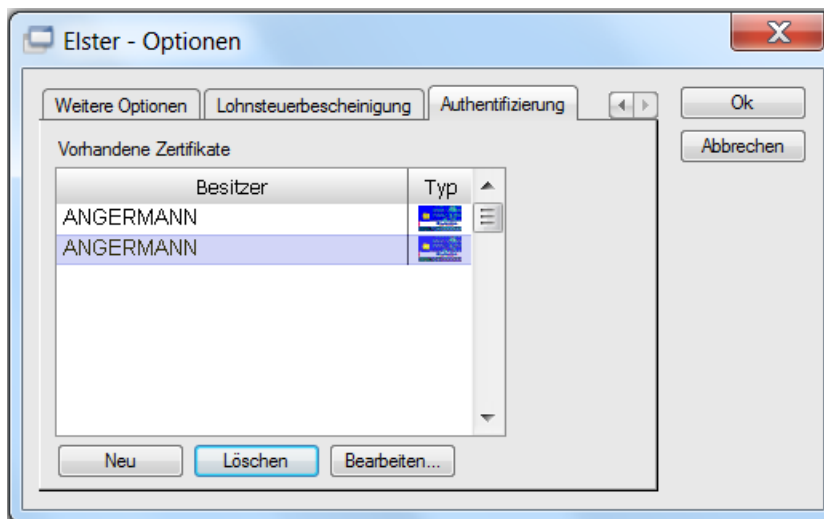 Elster - Optionen
Weitere Optionen Lohnsteuerbescheinigung Authentifizierung
Ok
Abbrechen
Vorhandene Zertifikate
Besitzer Typ
ANGERMANN
ANGERMANN
Neu Löschen Bearbeiten...